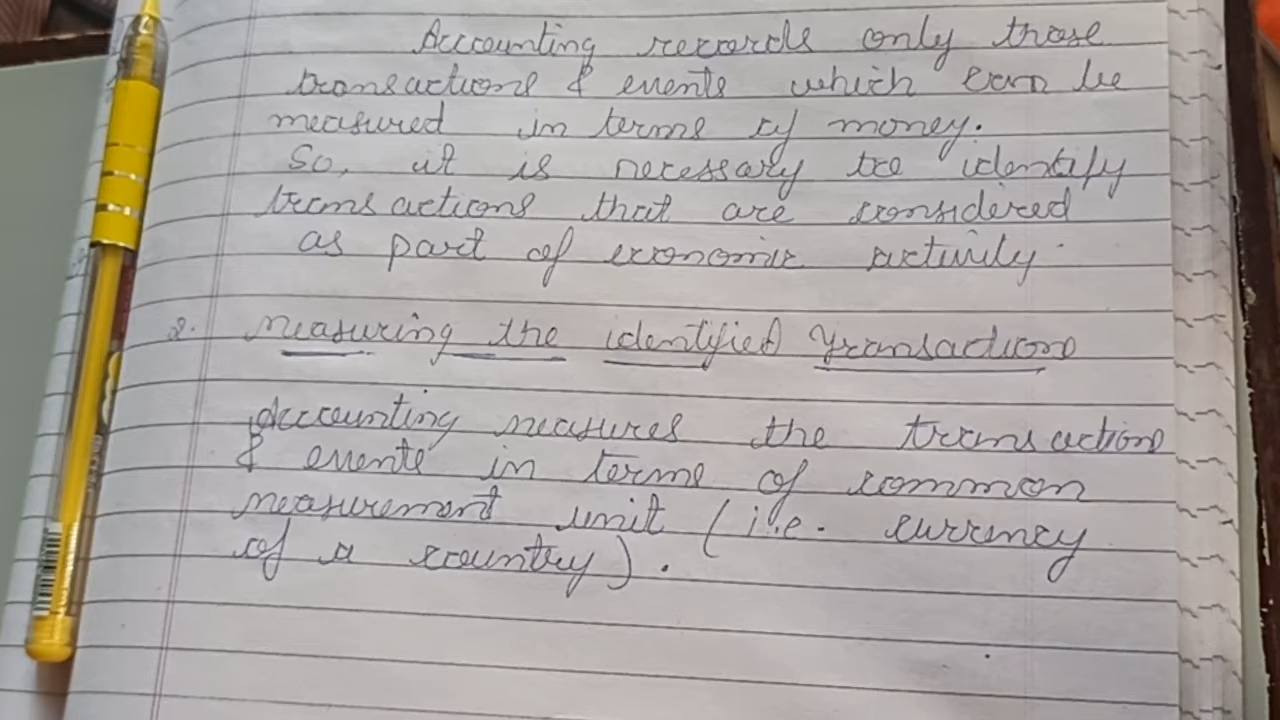 Accounting records only those
transactions & events which can be
measured in terms of money.
So, it is necessary to identify
transactions that are considered
as part of economic activity.
2. Measuring the identified Transaction
Accounting measures the transaction
& events in terms of common
measurement unit (i.e. currency
of a country).